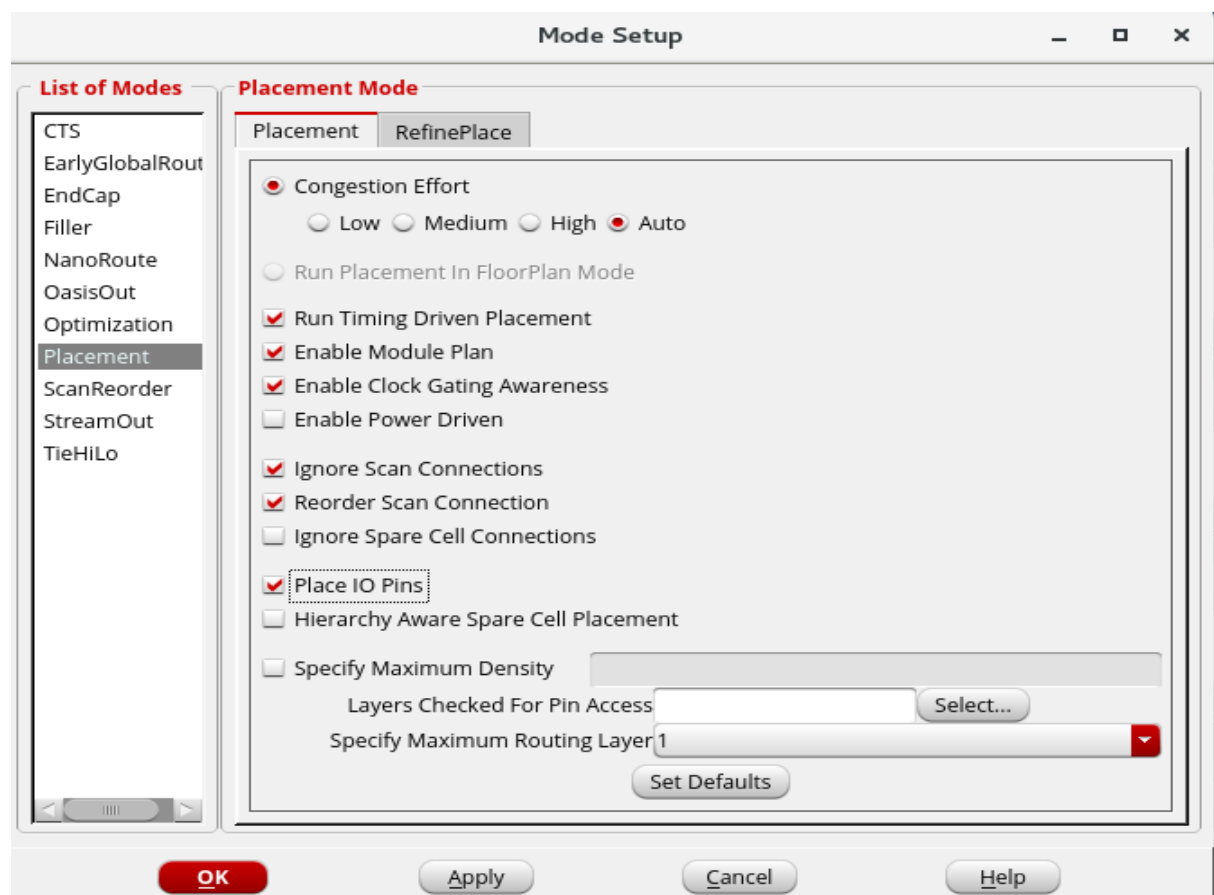 Mode Setup
List of Modes
CTS
EarlyGlobalRout
EndCap
Filler
NanoRoute
OasisOut
Optimization
Placement
ScanReorder
StreamOut
TieHiLo
Placement Mode
Placement RefinePlace
Congestion Effort
Low Medium High Auto
Run Placement In FloorPlan Mode
Run Timing Driven Placement
Enable Module Plan
Enable Clock Gating Awareness
Enable Power Driven
Ignore Scan Connections
Reorder Scan Connection
Ignore Spare Cell Connections
Place IO Pins
Hierarchy Aware Spare Cell Placement
Specify Maximum Density
Layers Checked For Pin Access Select...
Specify Maximum Routing Layer 1
Set Defaults
OK Apply Cancel Help